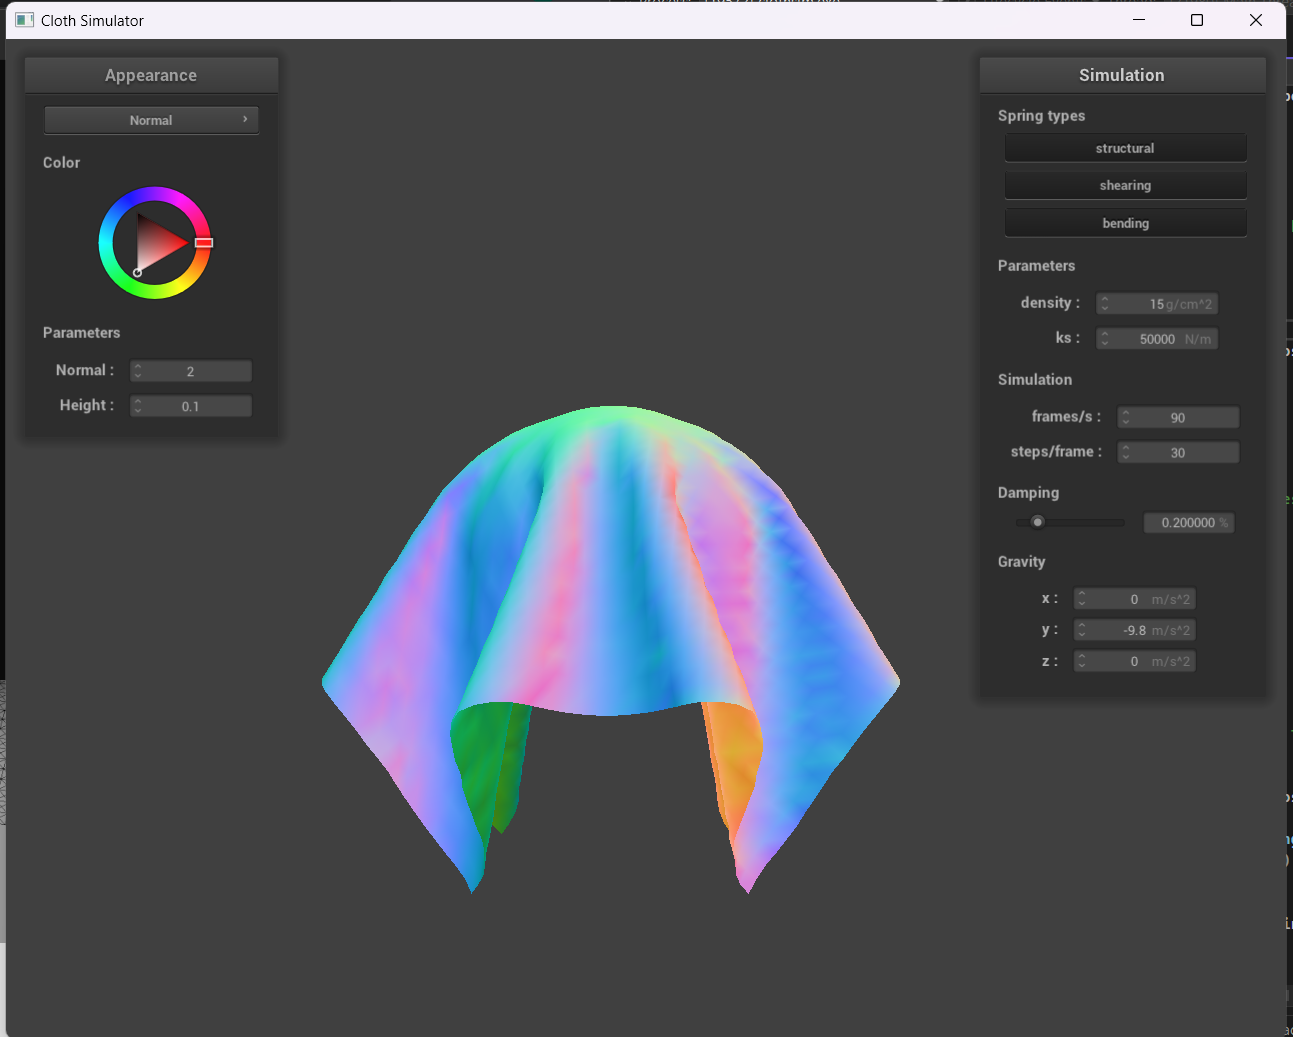 Cloth Simulator
Appearance
Normal
Color
Parameters
Normal :
2
Height :
0.1
Simulation
Spring types
structural
shearing
bending
Parameters
density :
15 g/cm^2
ks :
50000 N/m
Simulation
frames/s :
90
steps/frame :
30
Damping
0.200000 %
Gravity
x :
0 m/s^2
y :
-9.8 m/s^2
z :
0 m/s^2